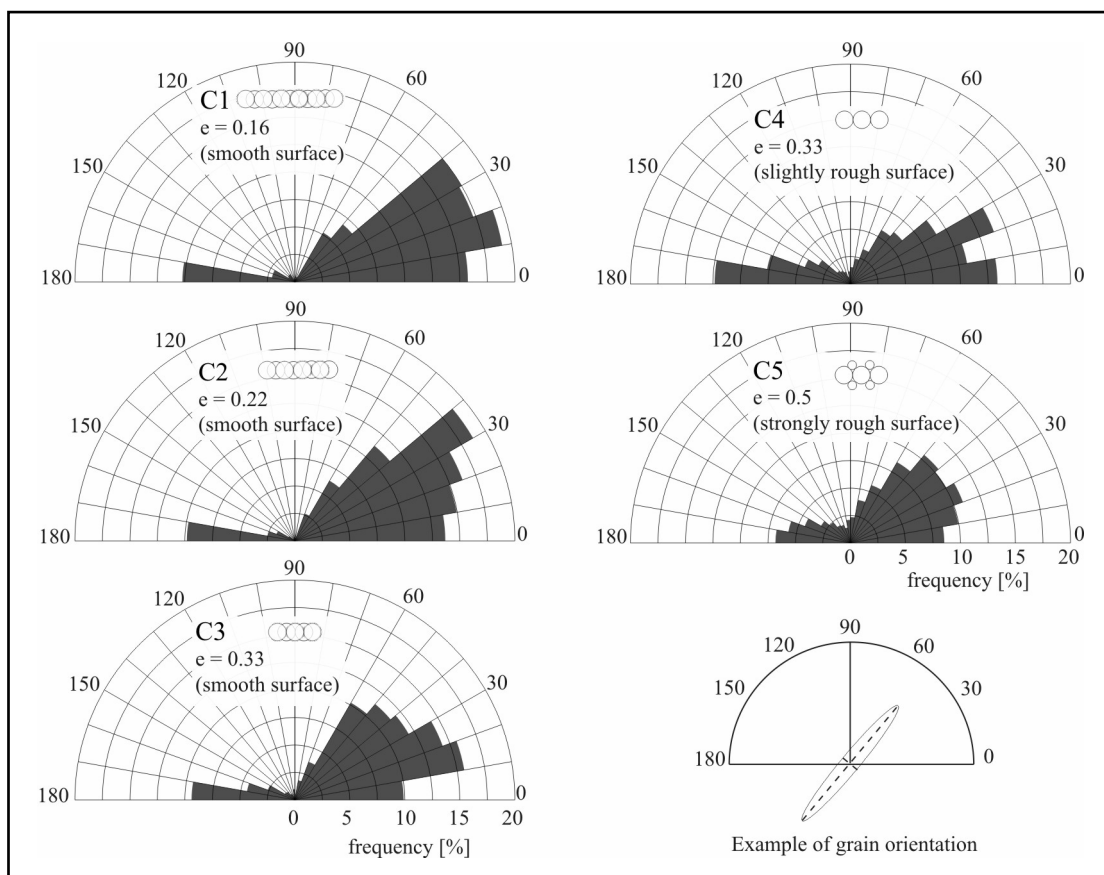 90
120
60
C1
e = 0.16
(smooth surface)
150
30
180
0
90
120
60
C2
e = 0.22
(smooth surface)
150
30
180
0
90
120
60
C3
e = 0.33
(smooth surface)
150
30
180
0
0 5 10 15 20
frequency [%]
90
120
60
C4
e = 0.33
(slightly rough surface)
150
30
180
0
90
120
60
C5
e = 0.5
(strongly rough surface)
150
30
180
0
0 5 10 15 20
frequency [%]
90
120
60
150
30
180
0
Example of grain orientation